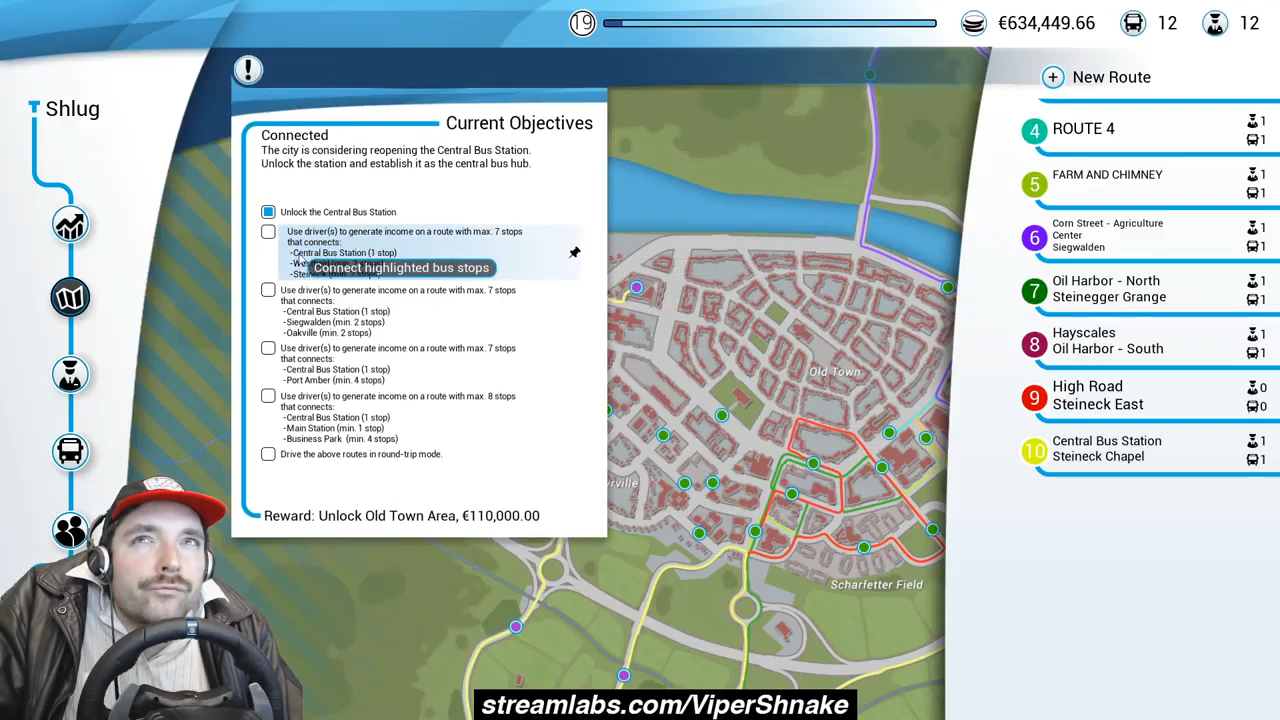 19
€634,449.66
12
12
Shlug
Current Objectives
Connected
The city is considering reopening the Central Bus Station.
Unlock the station and establish it as the central bus hub.
Unlock the Central Bus Station
Use driver(s) to generate income on a route with max. 7 stops
that connects:
-Central Bus Station (1 stop)
Connect highlighted bus stops
Use driver(s) to generate income on a route with max. 7 stops
that connects:
-Central Bus Station (1 stop)
-Siegwalden (min. 2 stops)
-Oakville (min. 2 stops)
Use driver(s) to generate income on a route with max. 7 stops
that connects:
-Central Bus Station (1 stop)
-Port Amber (min. 4 stops)
Use driver(s) to generate income on a route with max. 8 stops
that connects:
-Central Bus Station (1 stop)
-Main Station (min. 1 stop)
-Business Park (min. 4 stops)
Drive the above routes in round-trip mode.
Reward: Unlock Old Town Area, €110,000.00
Old Town
Scharfetter Field
New Route
4 ROUTE 4 1 1
5 FARM AND CHIMNEY 1 1
6 Corn Street - Agriculture
Center
Siegwalden 1 1
7 Oil Harbor - North
Steinegger Grange 1 1
8 Hayscales
Oil Harbor - South 1 1
9 High Road
Steineck East 0 0
10 Central Bus Station
Steineck Chapel 1 1
streamlabs.com/ViperShnake